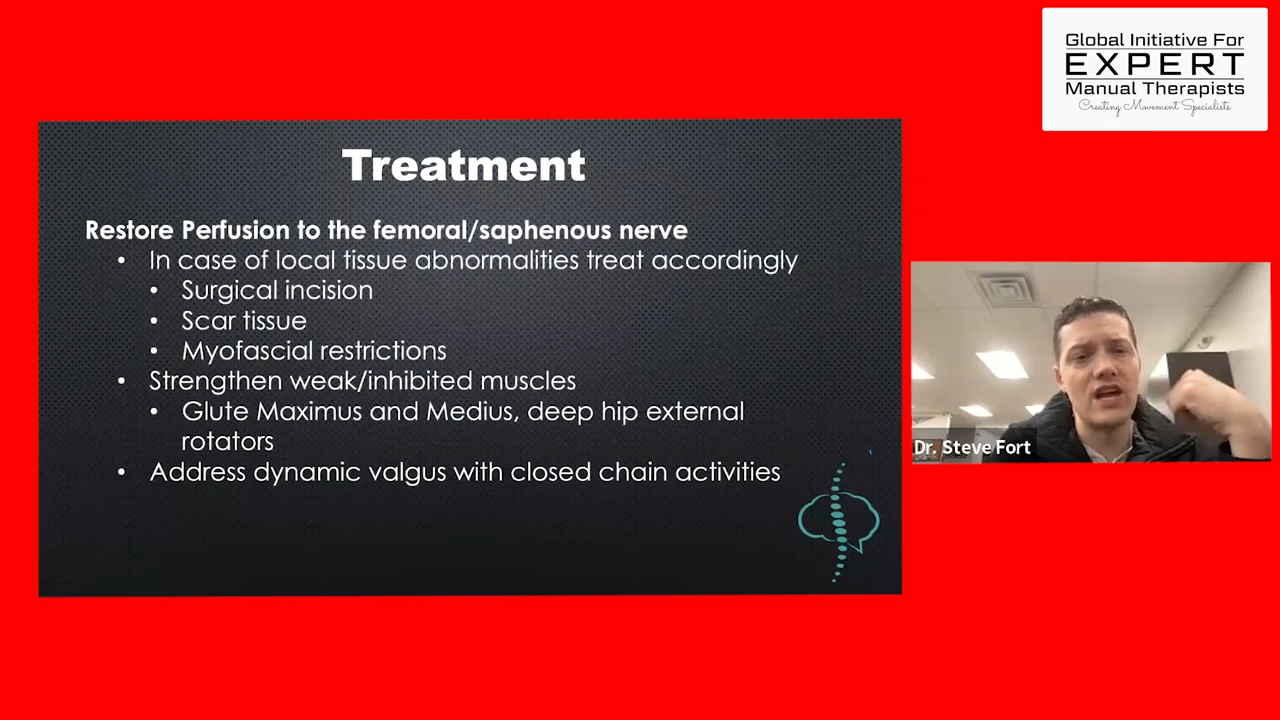 Global Initiative For
EXPERT
Manual Therapists
Creating Movement Specialists
Treatment
Restore Perfusion to the femoral/saphenous nerve
• In case of local tissue abnormalities treat accordingly
• Surgical incision
• Scar tissue
• Myofascial restrictions
• Strengthen weak/inhibited muscles
• Glute Maximus and Medius, deep hip external
rotators
• Address dynamic valgus with closed chain activities
Dr. Steve Fort